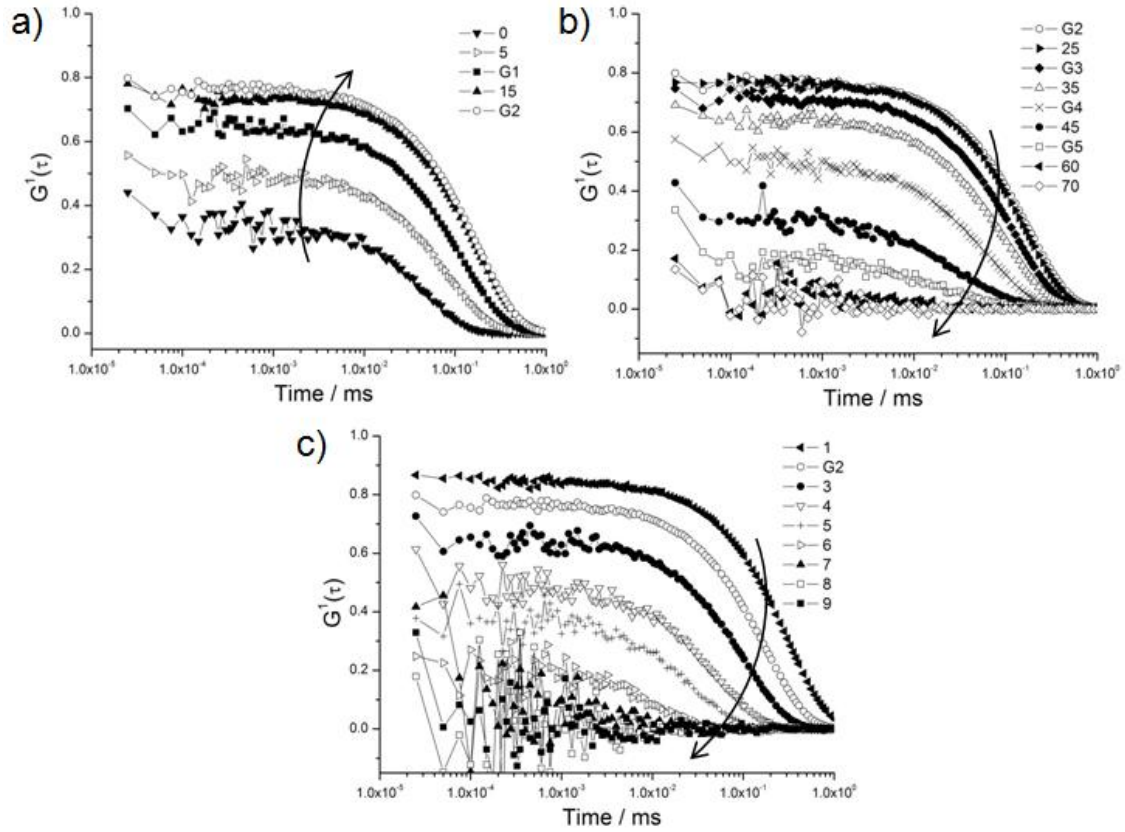 a)
G¹(τ)
1.0
0.8
0.6
0.4
0.2
0.0
1.0x10⁻⁵
1.0x10⁻⁴
1.0x10⁻³
1.0x10⁻²
1.0x10⁻¹
1.0x10⁰
Time / ms
0
5
G1
15
G2
b)
G¹(τ)
1.0
0.8
0.6
0.4
0.2
0.0
1.0x10⁻⁵
1.0x10⁻⁴
1.0x10⁻³
1.0x10⁻²
1.0x10⁻¹
1.0x10⁰
Time / ms
G2
25
G3
35
G4
45
G5
60
70
c)
G¹(τ)
1.0
0.8
0.6
0.4
0.2
0.0
1.0x10⁻⁵
1.0x10⁻⁴
1.0x10⁻³
1.0x10⁻²
1.0x10⁻¹
1.0x10⁰
Time / ms
1
G2
3
4
5
6
7
8
9